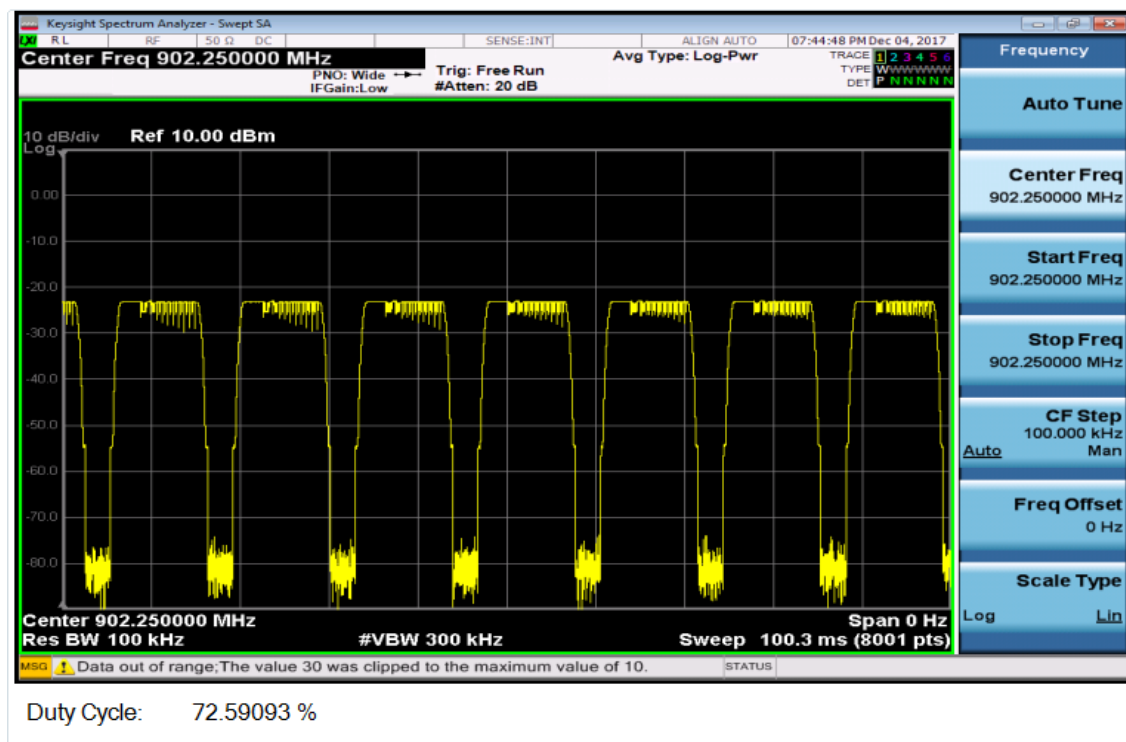 Keysight Spectrum Analyzer - Swept SA
LXI RL RF 50 Ω DC SENSE:INT ALIGN AUTO 07:44:48 PM Dec 04, 2017
Center Freq 902.250000 MHz
PNO: Wide
IFGain:Low
Trig: Free Run
#Atten: 20 dB
Avg Type: Log-Pwr
TRACE 1 2 3 4 5 6
TYPE WWWWWW
DET P N N N N N
10 dB/div Ref 10.00 dBm
Log
0.00
-10.0
-20.0
-30.0
-40.0
-50.0
-60.0
-70.0
-80.0
Center 902.250000 MHz Span 0 Hz
Res BW 100 kHz #VBW 300 kHz Sweep 100.3 ms (8001 pts)
MSG Data out of range;The value 30 was clipped to the maximum value of 10. STATUS
Frequency
Auto Tune
Center Freq
902.250000 MHz
Start Freq
902.250000 MHz
Stop Freq
902.250000 MHz
CF Step
100.000 kHz
Auto Man
Freq Offset
0 Hz
Scale Type
Log Lin
Duty Cycle: 72.59093 %